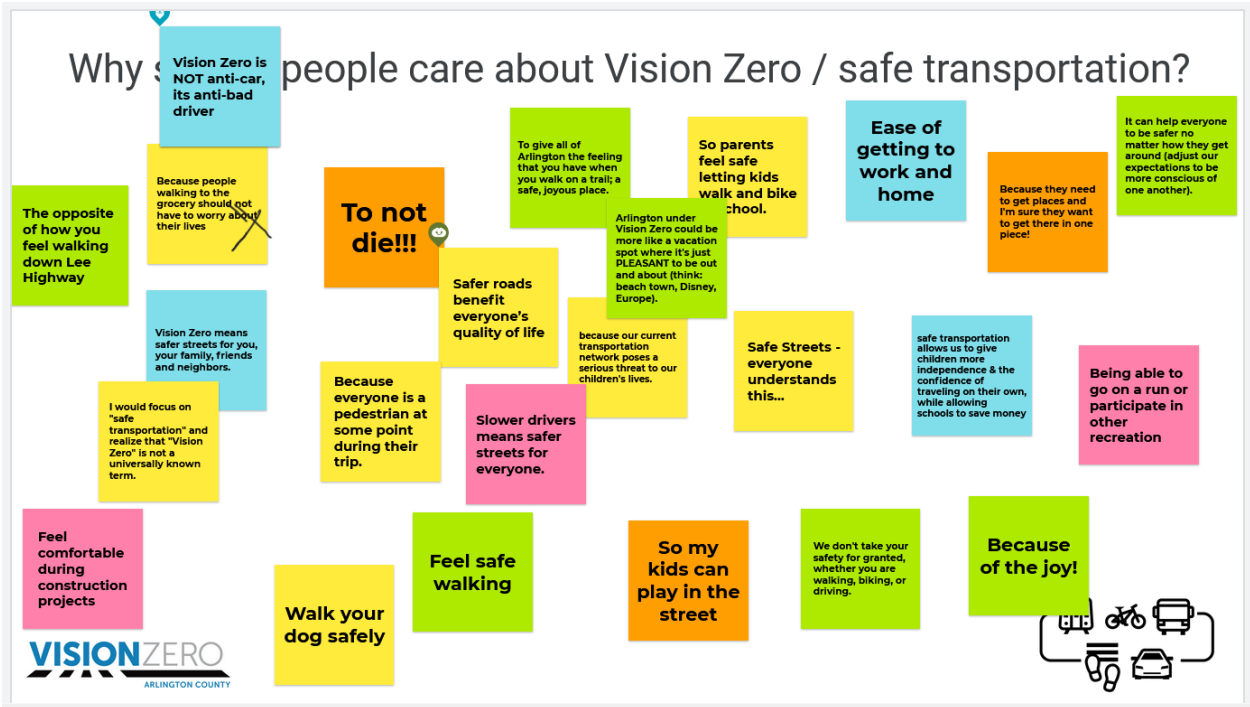 Why s people care about Vision Zero / safe transportation?
Vision Zero is
NOT anti-car,
its anti-bad
driver
Because people
walking to the
grocery should not
have to worry about
their lives
The opposite
of how you
feel walking
down Lee
Highway
To not
die!!!
To give all of
Arlington the feeling
that you have when
you walk on a trail; a
safe, joyous place.
So parents
feel safe
letting kids
walk and bike
school.
Arlington under
Vision Zero could be
more like a vacation
spot where it's just
PLEASANT to be out
and about (think:
beach town, Disney,
Europe).
Ease of
getting to
work and
home
Because they need
to get places and
I'm sure they want
to get there in one
piece!
It can help everyone
to be safer no
matter how they get
around (adjust our
expectations to be
more conscious of
one another).
Vision Zero means
safer streets for you,
your family, friends
and neighbors.
I would focus on
"safe
transportation" and
realize that "Vision
Zero" is not a
universally known
term.
Safer roads
benefit
everyone's
quality of life
Because
everyone is a
pedestrian at
some point
during their
trip.
because our current
transportation
network poses a
serious threat to our
children's lives.
Slower drivers
means safer
streets for
everyone.
Safe Streets -
everyone
understands
this...
safe transportation
allows us to give
children more
independence & the
confidence of
traveling on their own,
while allowing
schools to save money
Being able to
go on a run or
participate in
other
recreation
Feel
comfortable
during
construction
projects
Walk your
dog safely
Feel safe
walking
So my
kids can
play in the
street
We don't take your
safety for granted,
whether you are
walking, biking, or
driving.
Because
of the joy!
VISIONZERO
ARLINGTON COUNTY